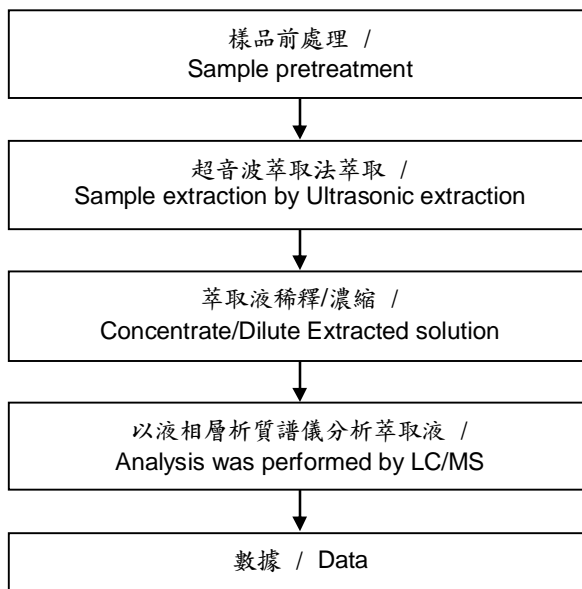 樣品前處理 /
Sample pretreatment
超音波萃取法萃取 /
Sample extraction by Ultrasonic extraction
萃取液稀釋/濃縮 /
Concentrate/Dilute Extracted solution
以液相層析質譜儀分析萃取液 /
Analysis was performed by LC/MS
數據 / Data